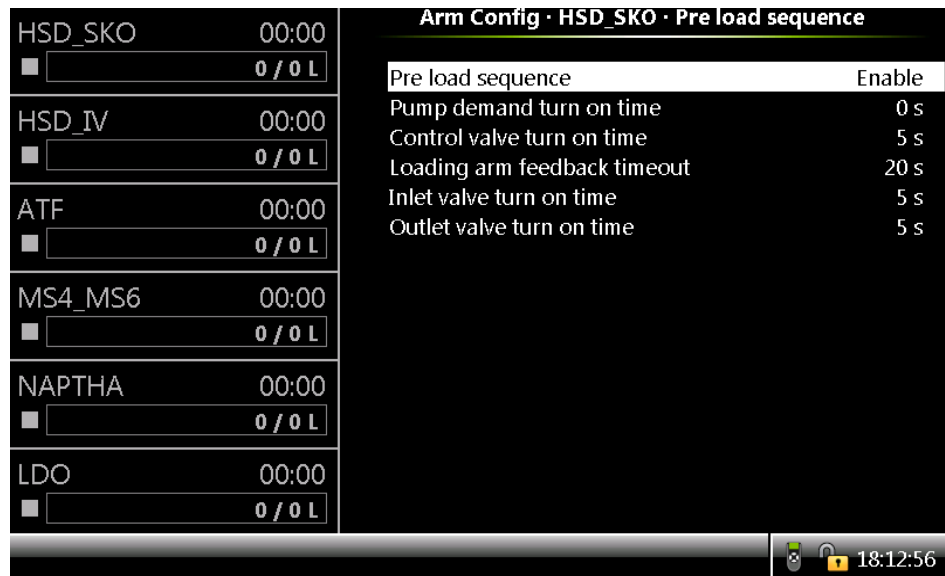 HSD_SKO 00:00
0 / 0 L
HSD_IV 00:00
0 / 0 L
ATF 00:00
0 / 0 L
MS4_MS6 00:00
0 / 0 L
NAPTHA 00:00
0 / 0 L
LDO 00:00
0 / 0 L
Arm Config · HSD_SKO · Pre load sequence
Pre load sequence Enable
Pump demand turn on time 0 s
Control valve turn on time 5 s
Loading arm feedback timeout 20 s
Inlet valve turn on time 5 s
Outlet valve turn on time 5 s
18:12:56